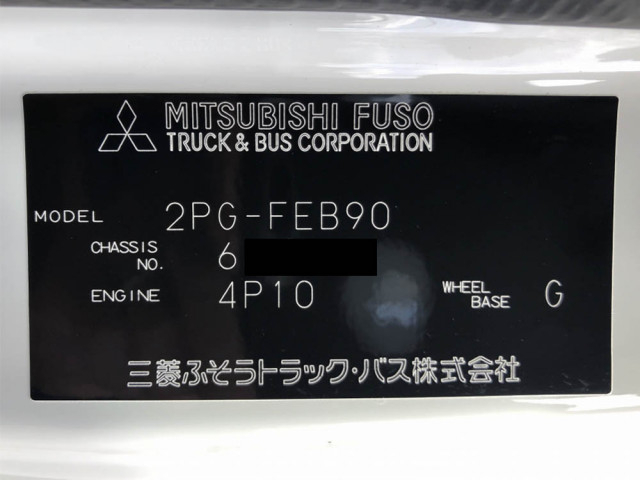 MITSUBISHI FUSO
TRUCK & BUS CORPORATION
MODEL 2PG-FEB90
CHASSIS NO. 6
ENGINE 4P10 WHEEL BASE G
三菱ふそうトラック・バス株式会社